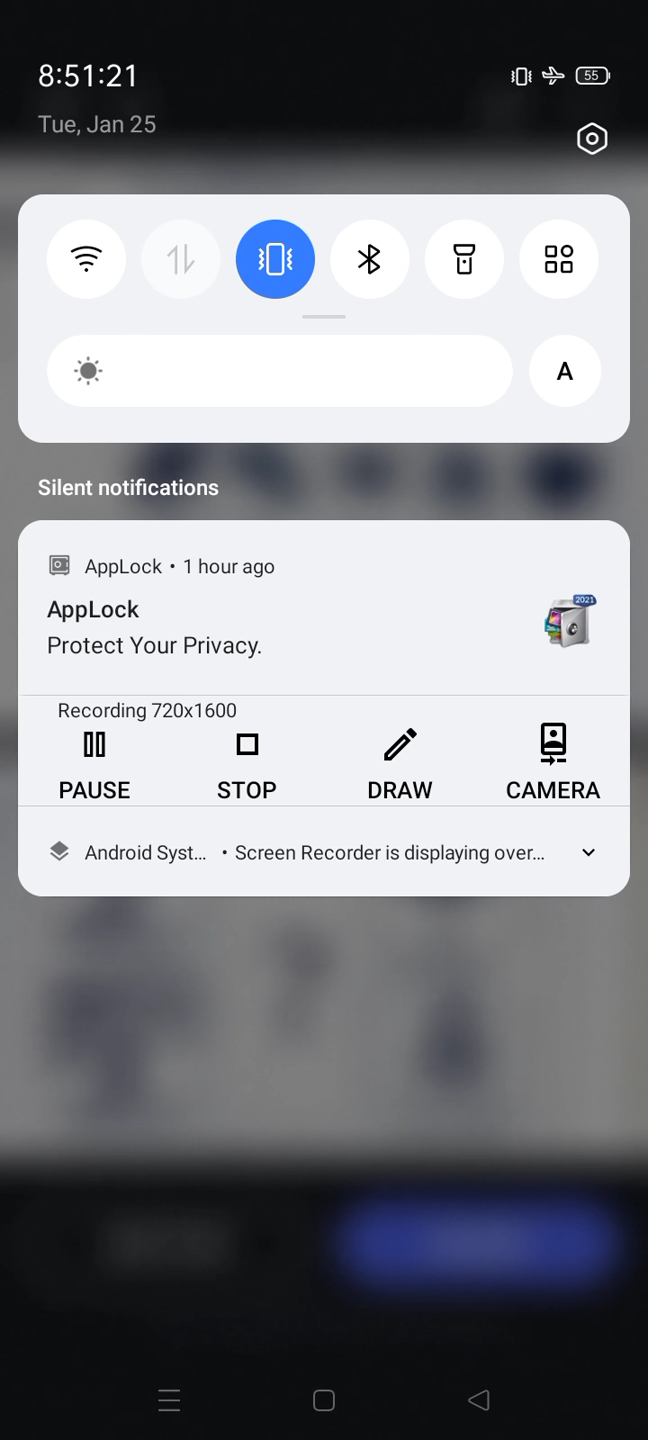 8:51:21
55
Tue, Jan 25
A
Silent notifications
AppLock • 1 hour ago
2021
AppLock
Protect Your Privacy.
Recording 720x1600
PAUSE STOP DRAW CAMERA
Android Syst... • Screen Recorder is displaying over...